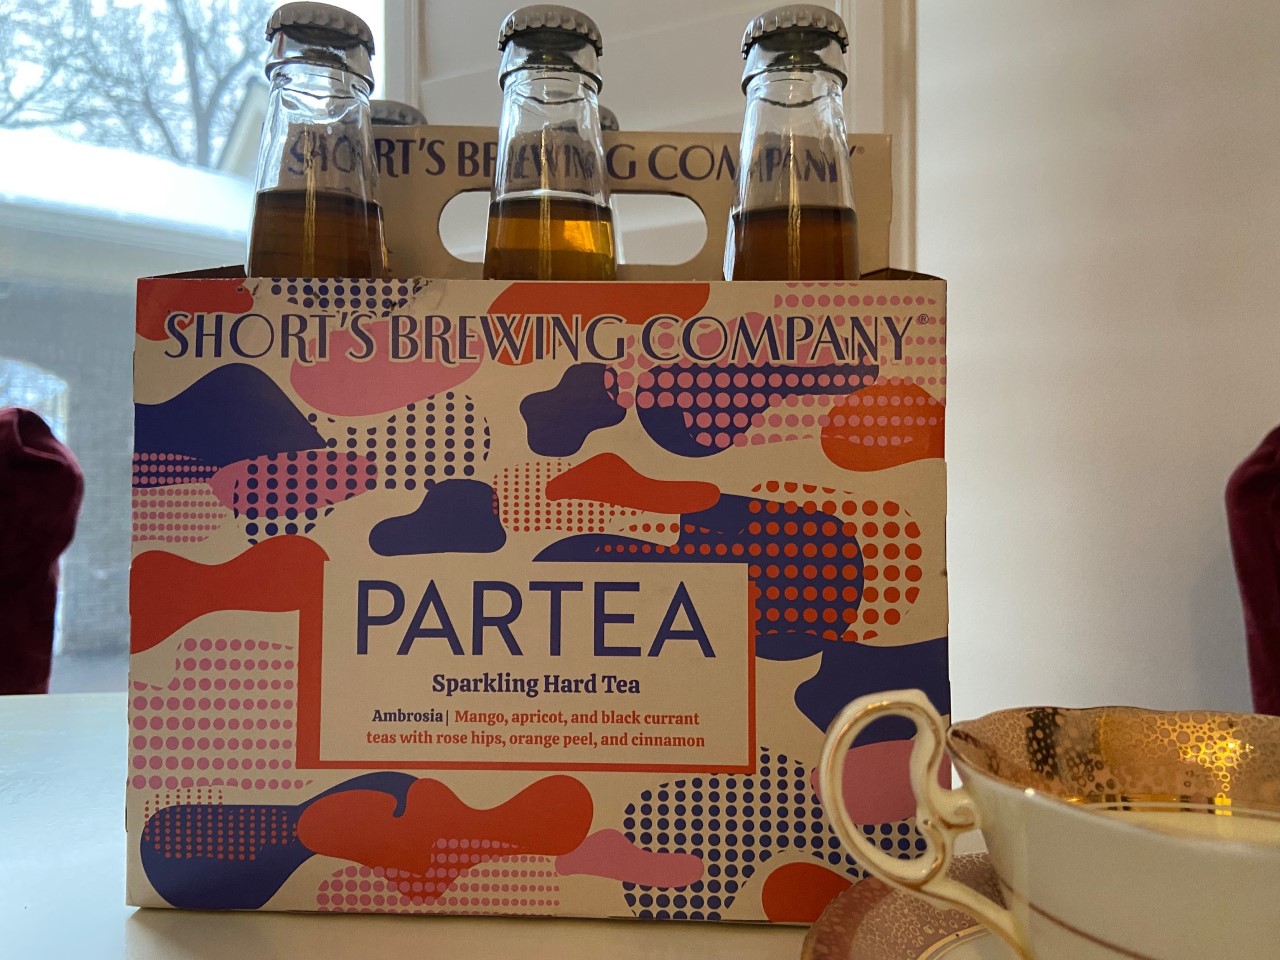 SHORT'S BREWING COMPANY®
SHORT'S BREWING COMPANY®
PARTEA
Sparkling Hard Tea
Ambrosia | Mango, apricot, and black currant
teas with rose hips, orange peel, and cinnamon